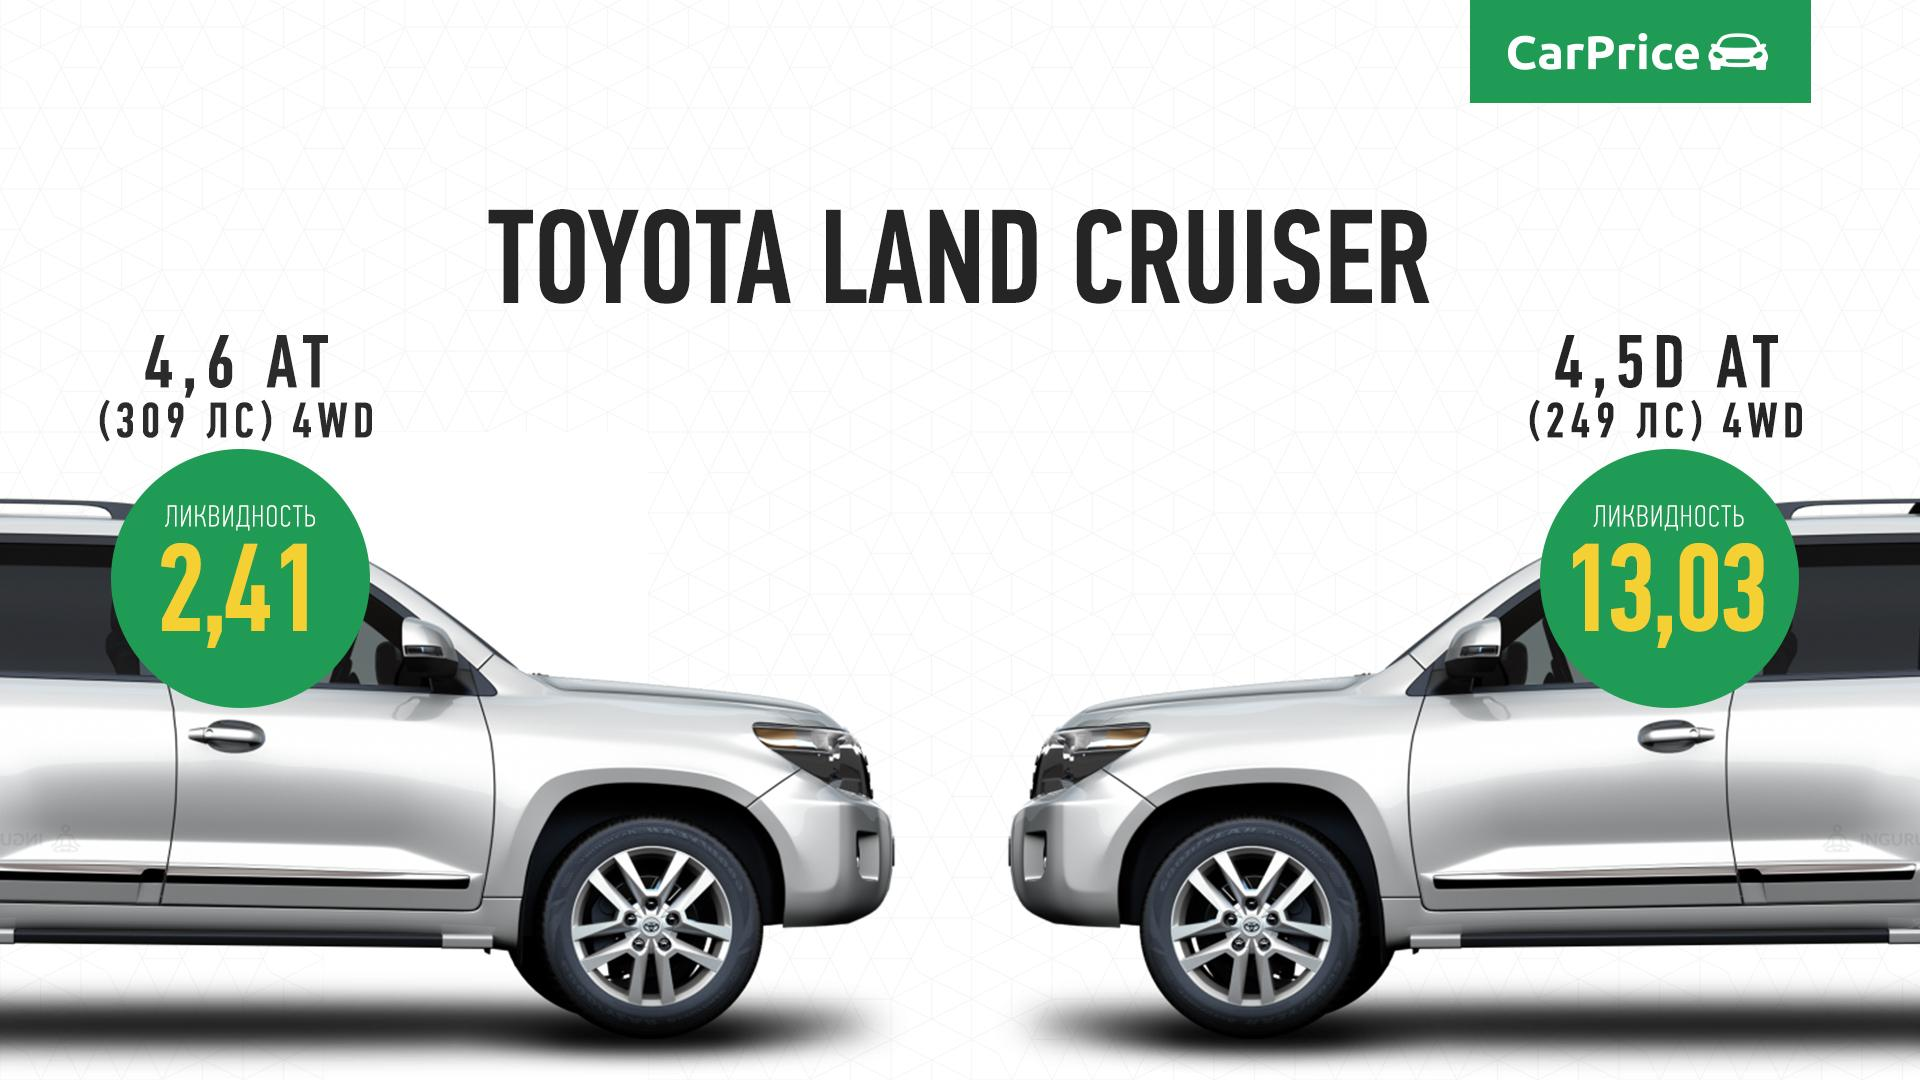 CarPrice
TOYOTA LAND CRUISER
4,6 AT
(309 ЛС) 4WD
ЛИКВИДНОСТЬ
2,41
4,5D AT
(249 ЛС) 4WD
ЛИКВИДНОСТЬ
13,03